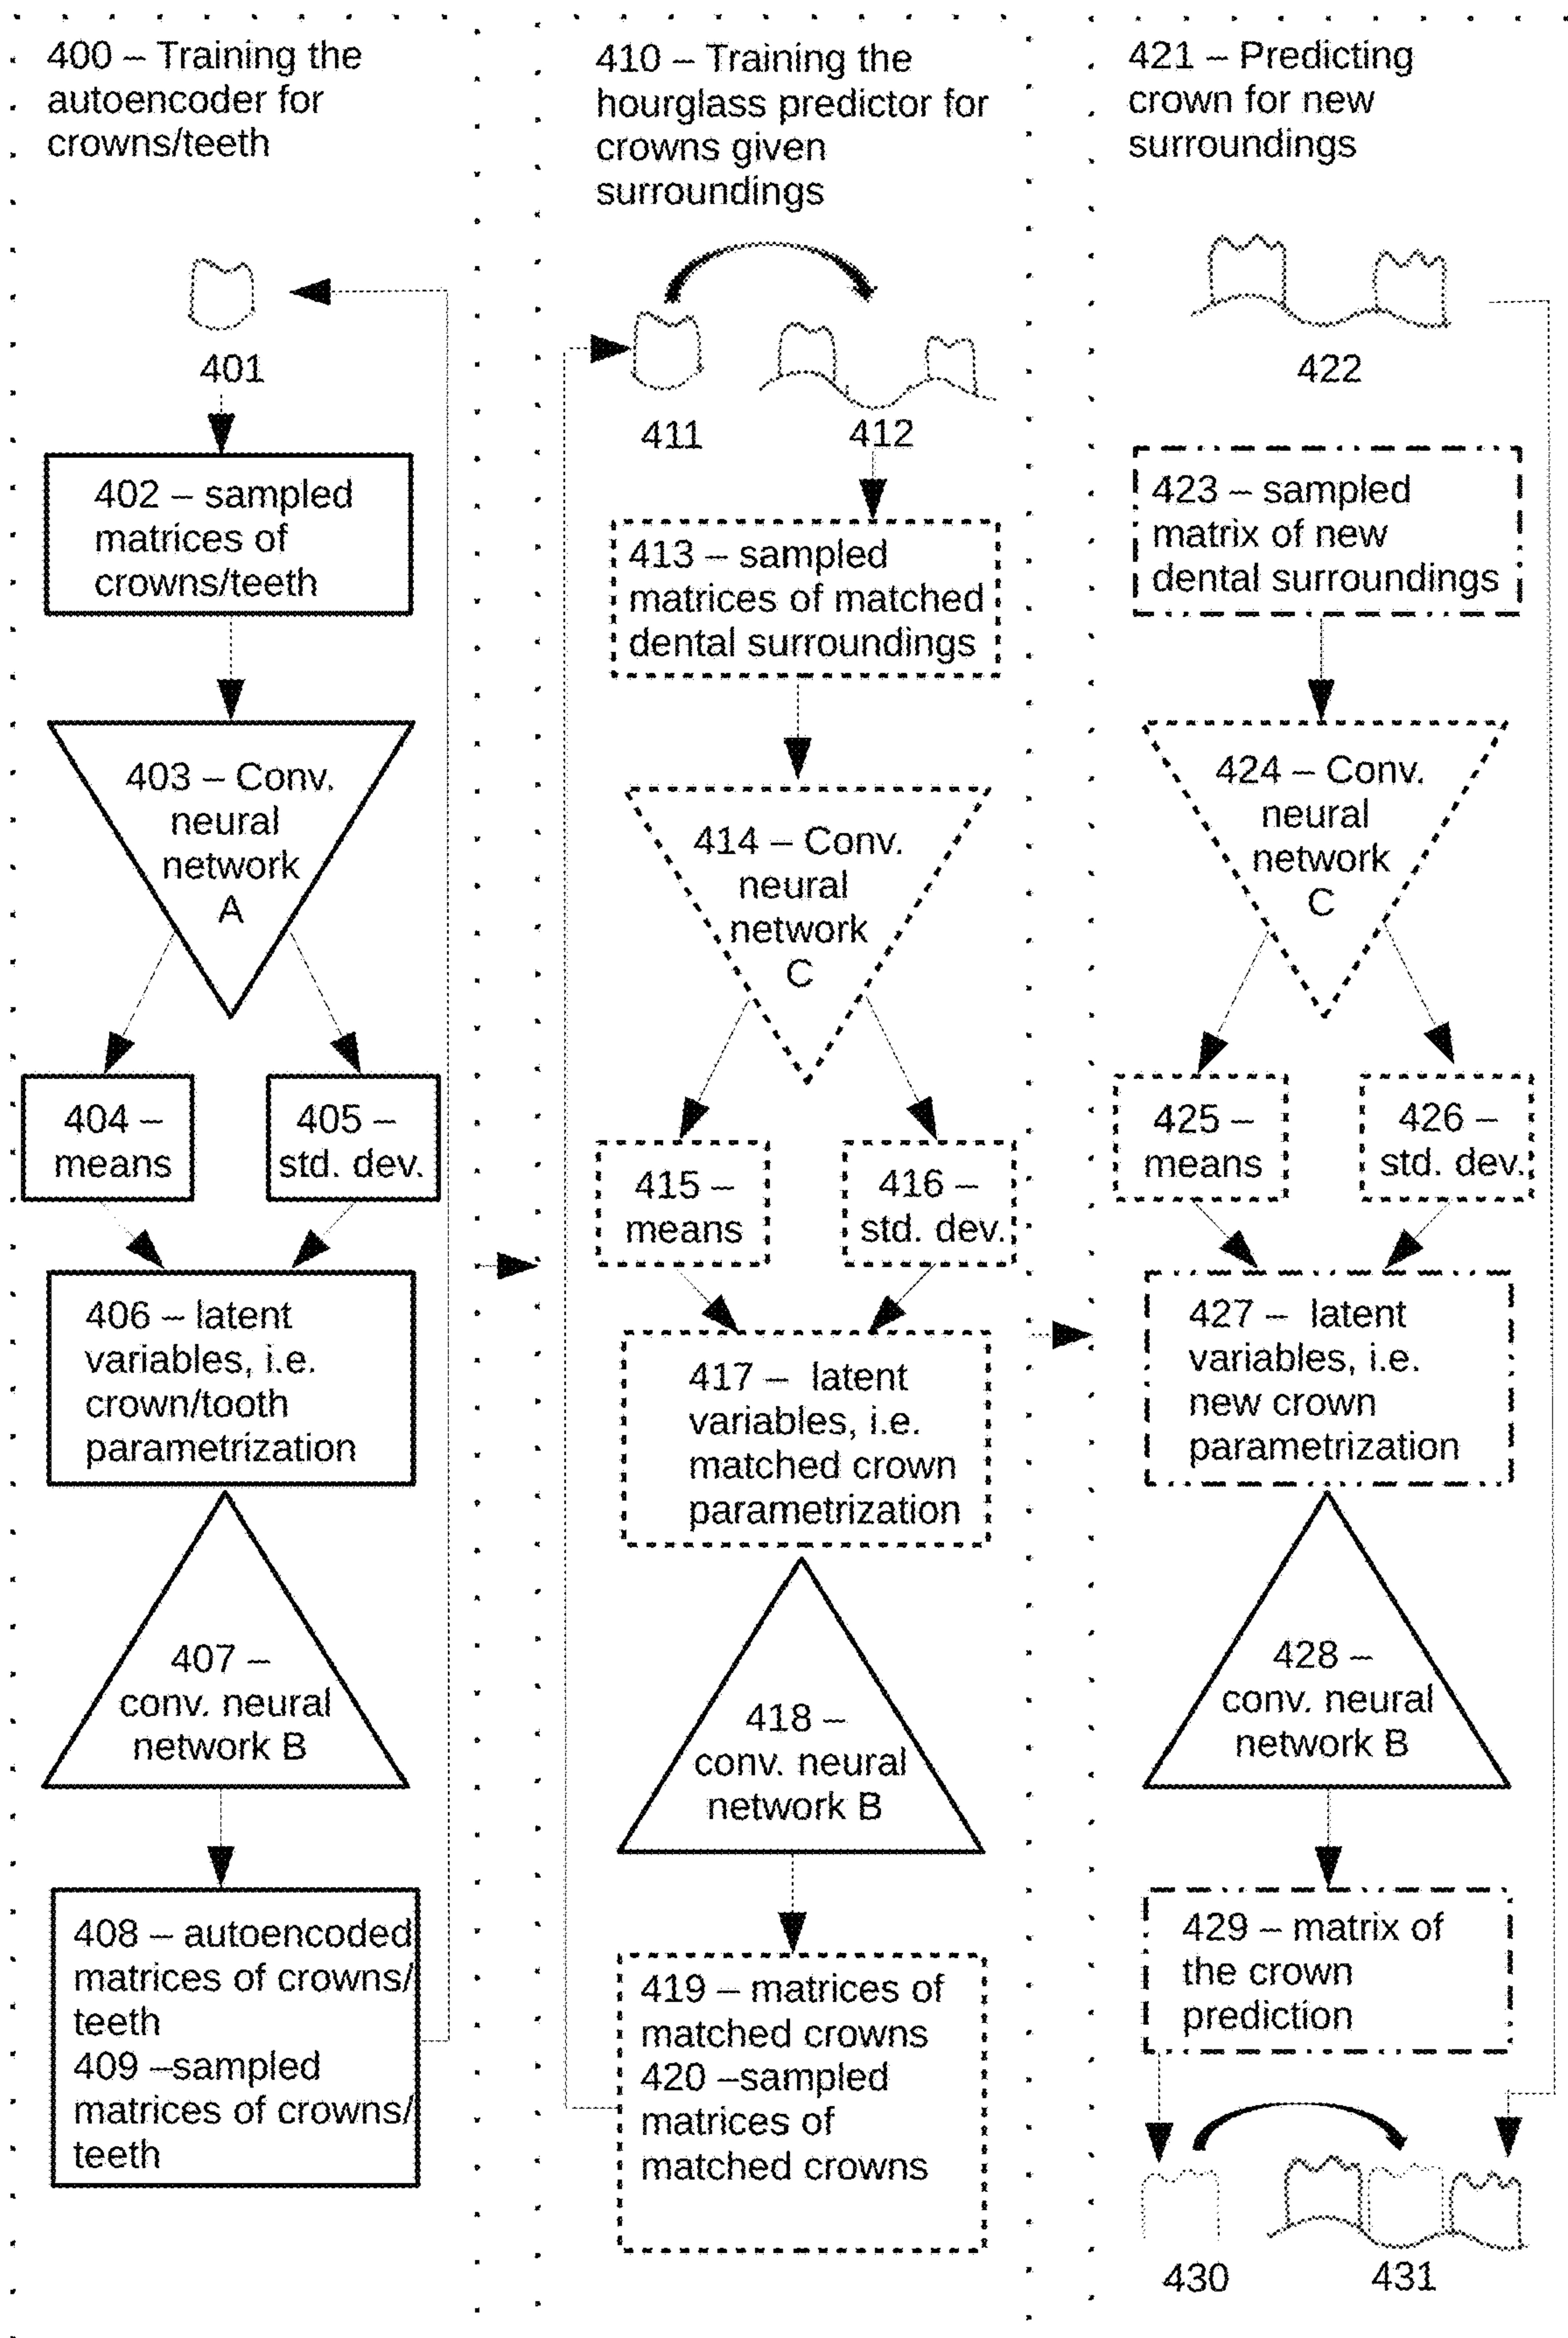 400 – Training the
autoencoder for
crowns/teeth
401
402 – sampled
matrices of
crowns/teeth
403 – Conv.
neural
network
A
404 –
means
405 –
std. dev.
406 – latent
variables, i.e.
crown/tooth
parametrization
407 –
conv. neural
network B
408 – autoencoded
matrices of crowns/
teeth
409 –sampled
matrices of crowns/
teeth
410 – Training the
hourglass predictor for
crowns given
surroundings
411
412
413 – sampled
matrices of matched
dental surroundings
414 – Conv.
neural
network
C
415 –
means
416 –
std. dev.
417 – latent
variables, i.e.
matched crown
parametrization
418 –
conv. neural
network B
419 – matrices of
matched crowns
420 –sampled
matrices of
matched crowns
421 – Predicting
crown for new
surroundings
422
423 – sampled
matrix of new
dental surroundings
424 – Conv.
neural
network
C
425 –
means
426 –
std. dev.
427 – latent
variables, i.e.
new crown
parametrization
428 –
conv. neural
network B
429 – matrix of
the crown
prediction
430
431